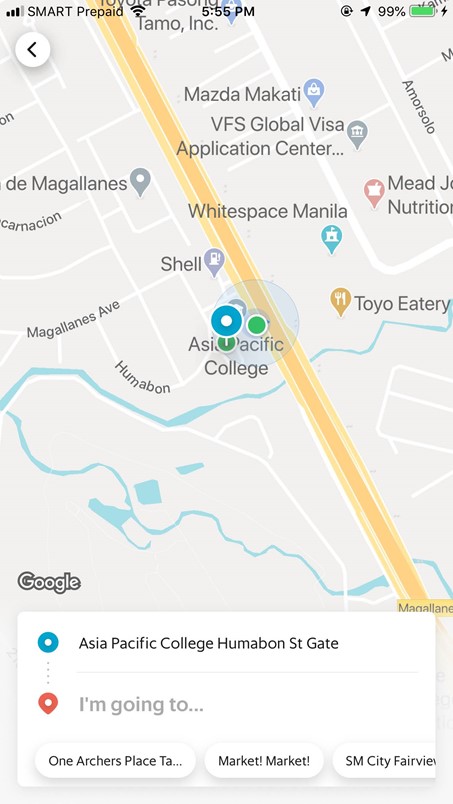 SMART Prepaid
5:55 PM
99%
Toyota Pasong
Tamo, Inc.
Mazda Makati
VFS Global Visa
Application Center...
Amorsolo
de Magallanes
Mead Jo
Nutrition
Whitespace Manila
Shell
Toyo Eatery
Magallanes Ave
Asia Pacific
College
Humabon
Google
Magallane
Asia Pacific College Humabon St Gate
I'm going to...
One Archers Place Ta...
Market! Market!
SM City Fairview